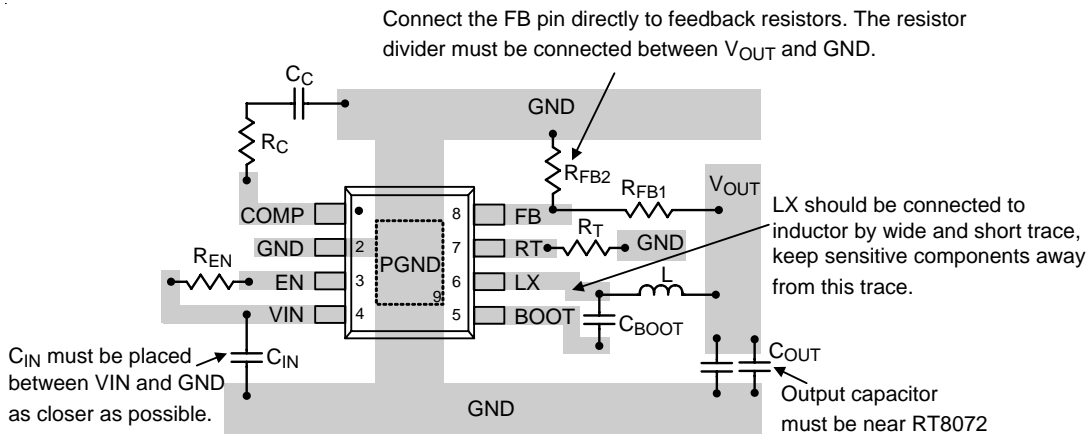 Connect the FB pin directly to feedback resistors. The resistor
divider must be connected between VOUT and GND.
CC
GND
RC
RFB2
RFB1
VOUT
COMP
8
FB
LX should be connected to
inductor by wide and short trace,
keep sensitive components away
from this trace.
GND
2
7
RT
RT
GND
REN
PGND
EN
3
6
LX
L
9
VIN
4
5
BOOT
CBOOT
CIN must be placed
between VIN and GND
as closer as possible.
CIN
COUT
Output capacitor
must be near RT8072
GND